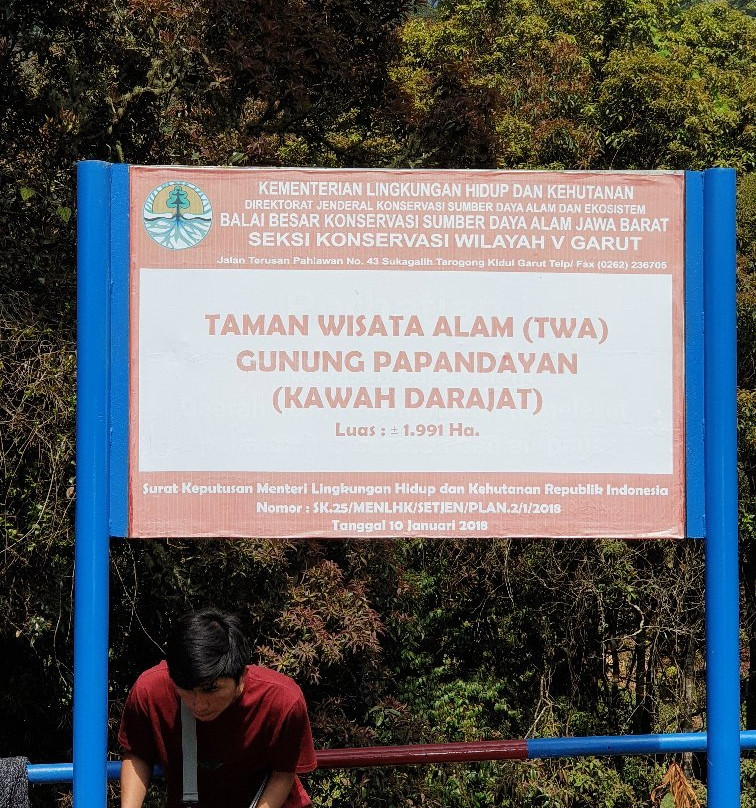 KEMENTERIAN LINGKUNGAN HIDUP DAN KEHUTANAN
DIREKTORAT JENDERAL KONSERVASI SUMBER DAYA ALAM DAN EKOSISTEM
BALAI BESAR KONSERVASI SUMBER DAYA ALAM JAWA BARAT
SEKSI KONSERVASI WILAYAH V GARUT
Jalan Terusan Pahlawan No. 43 Sukagalih Tarogong Kidul Garut Telp/ Fax (0262) 236705
TAMAN WISATA ALAM (TWA)
GUNUNG PAPANDAYAN
(KAWAH DARAJAT)
Luas : ± 1.991 Ha.
Surat Keputusan Menteri Lingkungan Hidup dan Kehutanan Republik Indonesia
Nomor : SK.25/MENLHK/SETJEN/PLAN.2/1/2018
Tanggal 10 Januari 2018